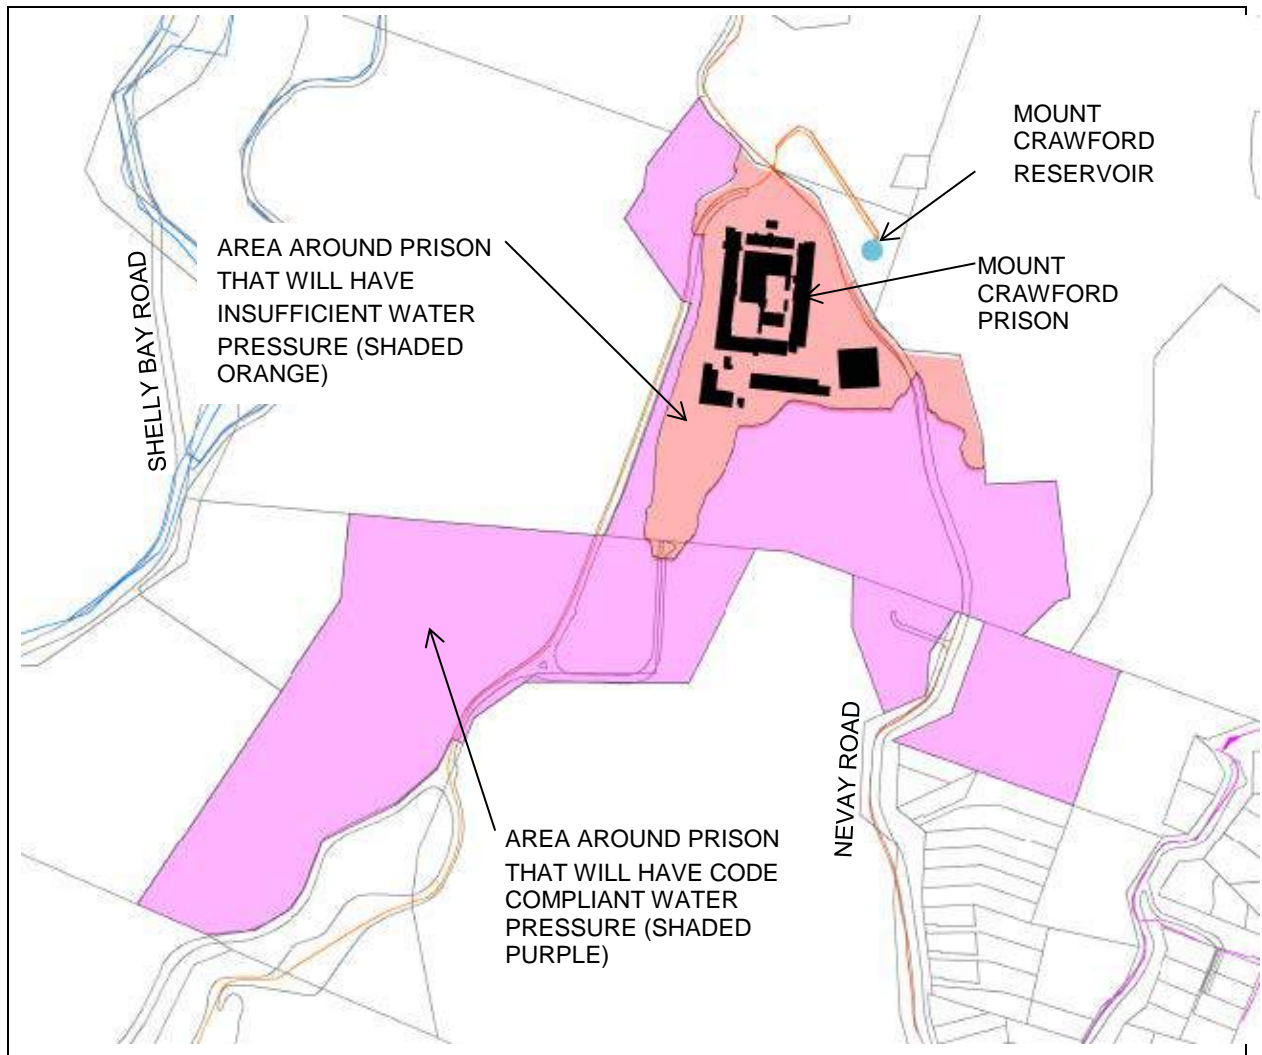 MOUNT
CRAWFORD
RESERVOIR
AREA AROUND PRISON
THAT WILL HAVE
INSUFFICIENT WATER
PRESSURE (SHADED
ORANGE)
MOUNT
CRAWFORD
PRISON
SHELLY BAY ROAD
NEVAY ROAD
AREA AROUND PRISON
THAT WILL HAVE CODE
COMPLIANT WATER
PRESSURE (SHADED
PURPLE)